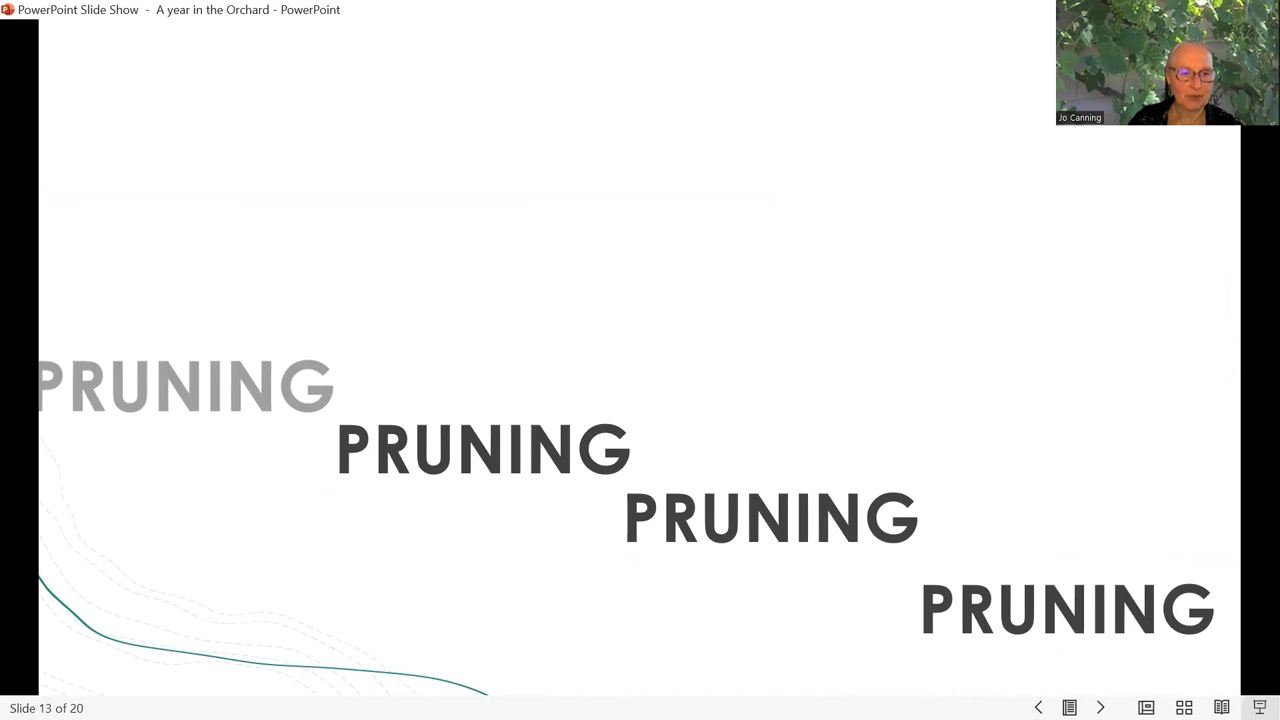 PowerPoint Slide Show - A year in the Orchard - PowerPoint
Jo Canning
PRUNING
PRUNING
PRUNING
PRUNING
Slide 13 of 20